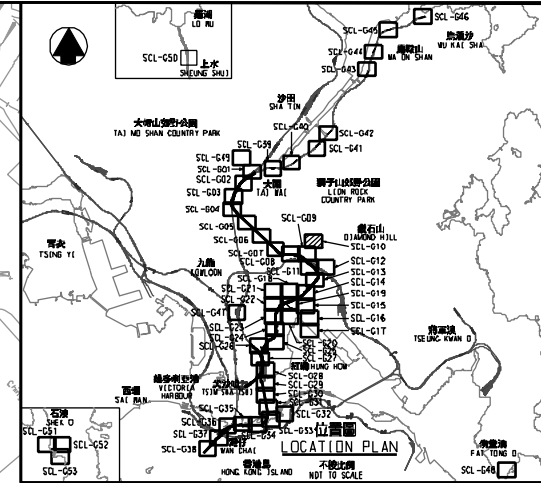 羅湖
LO WU
SCL-G50
上水
SHEUNG SHUI
SCL-G46
SCL-G45
烏溪沙
WU KAI SHA
SCL-G44
馬鞍山
MA ON SHAN
SCL-G43
沙田
SHA TIN
大帽山郊野公園
TAI MO SHAN COUNTRY PARK
SCL-G40
SCL-G42
SCL-G39
SCL-G41
SCL-G49
SCL-G01
SCL-G02
大圍
TAI WAI
獅子山郊野公園
LION ROCK
COUNTRY PARK
SCL-G03
SCL-G04
SCL-G05
SCL-G06
SCL-G07
SCL-G08
SCL-G09
鑽石山
DIAMOND HILL
SCL-G10
SCL-G11
SCL-G12
SCL-G13
SCL-G14
SCL-G19
SCL-G15
SCL-G16
SCL-G17
SCL-G18
SCL-G21
SCL-G22
青衣
TSING YI
九龍
KOWLOON
SCL-G47
SCL-G23
SCL-G24
SCL-G26
SCL-G20
SCL-G27
將軍澳
TSEUNG KWAN O
紅磡
HUNG HOM
SCL-G28
SCL-G29
SCL-G30
SCL-G31
SCL-G32
維多利亞港
VICTORIA
HARBOUR
西環
SAI WAN
尖沙咀
TSIM SHA TSUI
SCL-G35
SCL-G36
SCL-G37
SCL-G38
SCL-G34
SCL-G33
灣仔
WAN CHAI
香港島
HONG KONG ISLAND
石澳
SHEK O
SCL-G51
SCL-G52
SCL-G53
位置圖
LOCATION PLAN
不按比例
NOT TO SCALE
FAT TONG O
SCL-G48